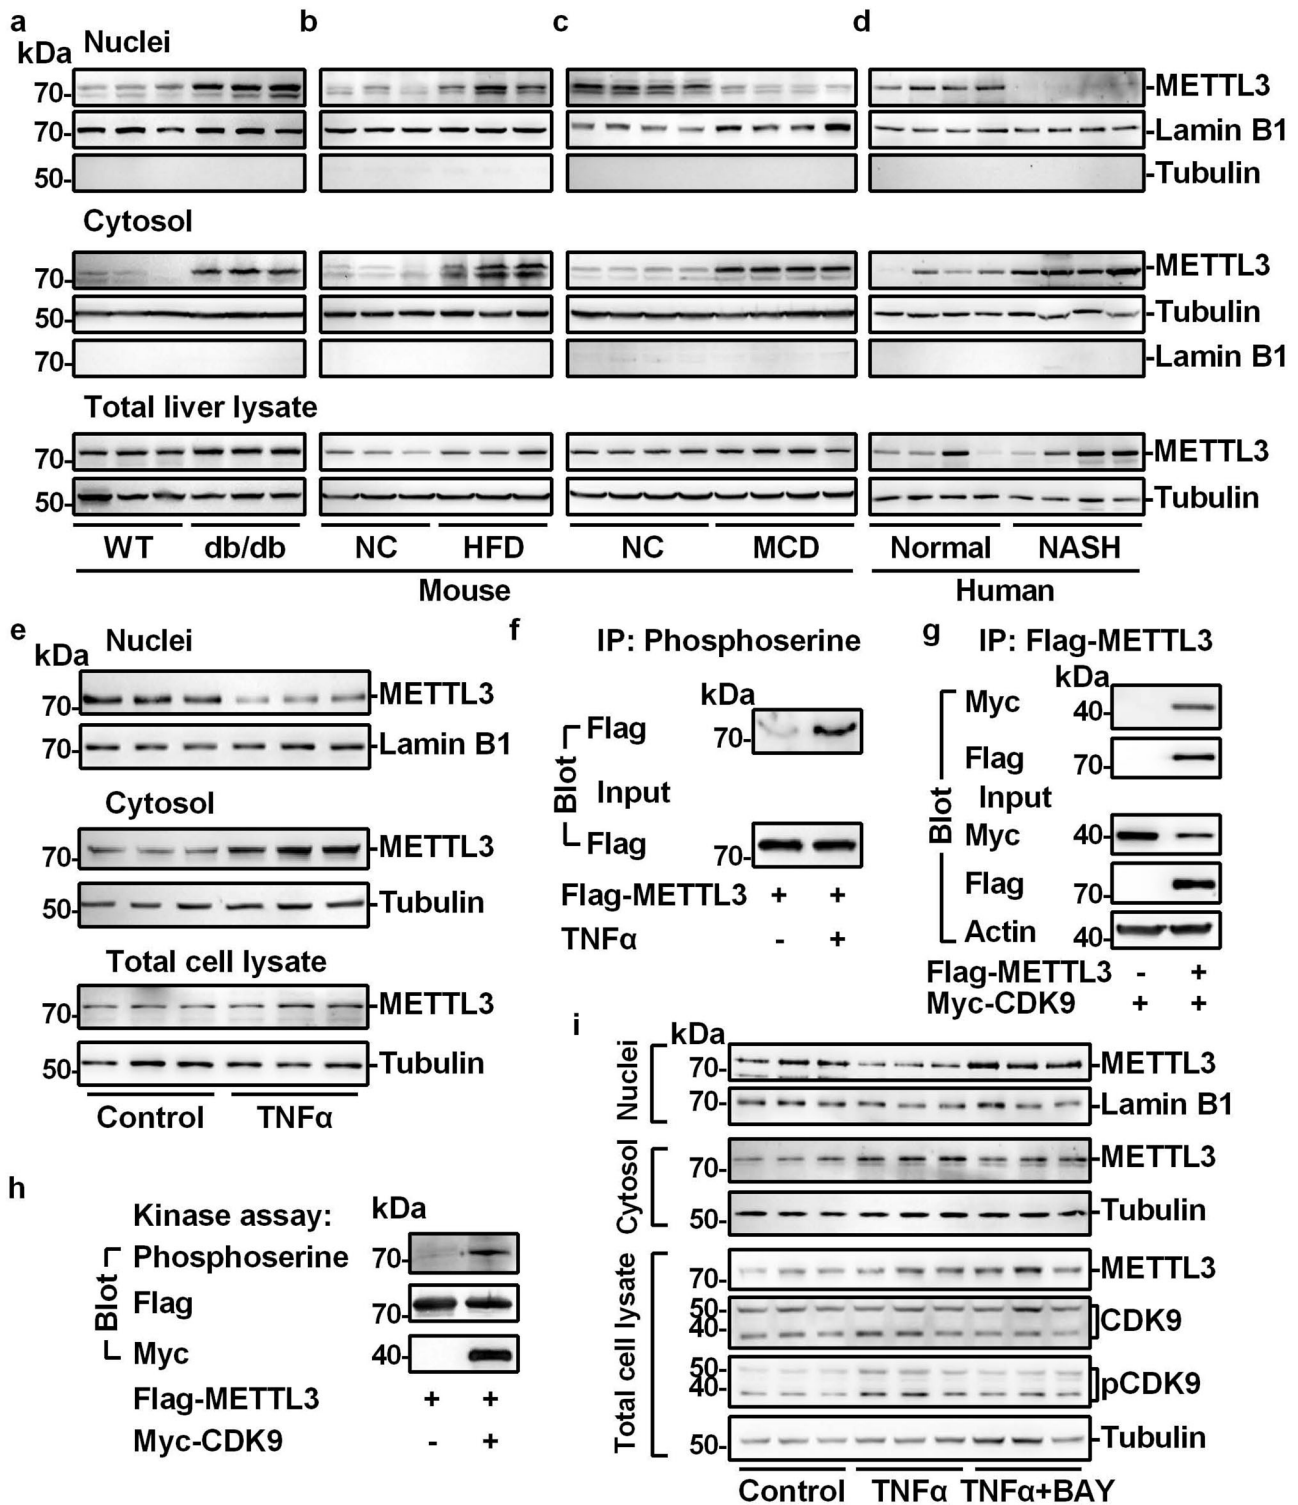 a b c d
kDa Nuclei
70- -METTL3
70- -Lamin B1
50- -Tubulin
Cytosol
70- -METTL3
50- -Tubulin
70- -Lamin B1
Total liver lysate
70- -METTL3
50- -Tubulin
WT db/db NC HFD NC MCD Normal NASH
Mouse Human
e
Nuclei
kDa
70- -METTL3
70- -Lamin B1
Cytosol
70- -METTL3
50- -Tubulin
Total cell lysate
70- -METTL3
50- -Tubulin
Control TNFα
f
IP: Phosphoserine
kDa
Blot
Flag 70-
Input
Flag 70-
Flag-METTL3 + +
TNFα - +
g
IP: Flag-METTL3
kDa
Blot
Myc 40-
Flag 70-
Input
Myc 40-
Flag 70-
Actin 40-
Flag-METTL3 - +
Myc-CDK9 + +
h
Kinase assay: kDa
Blot
Phosphoserine 70-
Flag 70-
Myc 40-
Flag-METTL3 + +
Myc-CDK9 - +
i
kDa
Nuclei
70- -METTL3
70- -Lamin B1
Cytosol
70- -METTL3
50- -Tubulin
Total cell lysate
70- -METTL3
50-
40- CDK9
50-
40- pCDK9
50- -Tubulin
Control TNFα TNFα+BAY